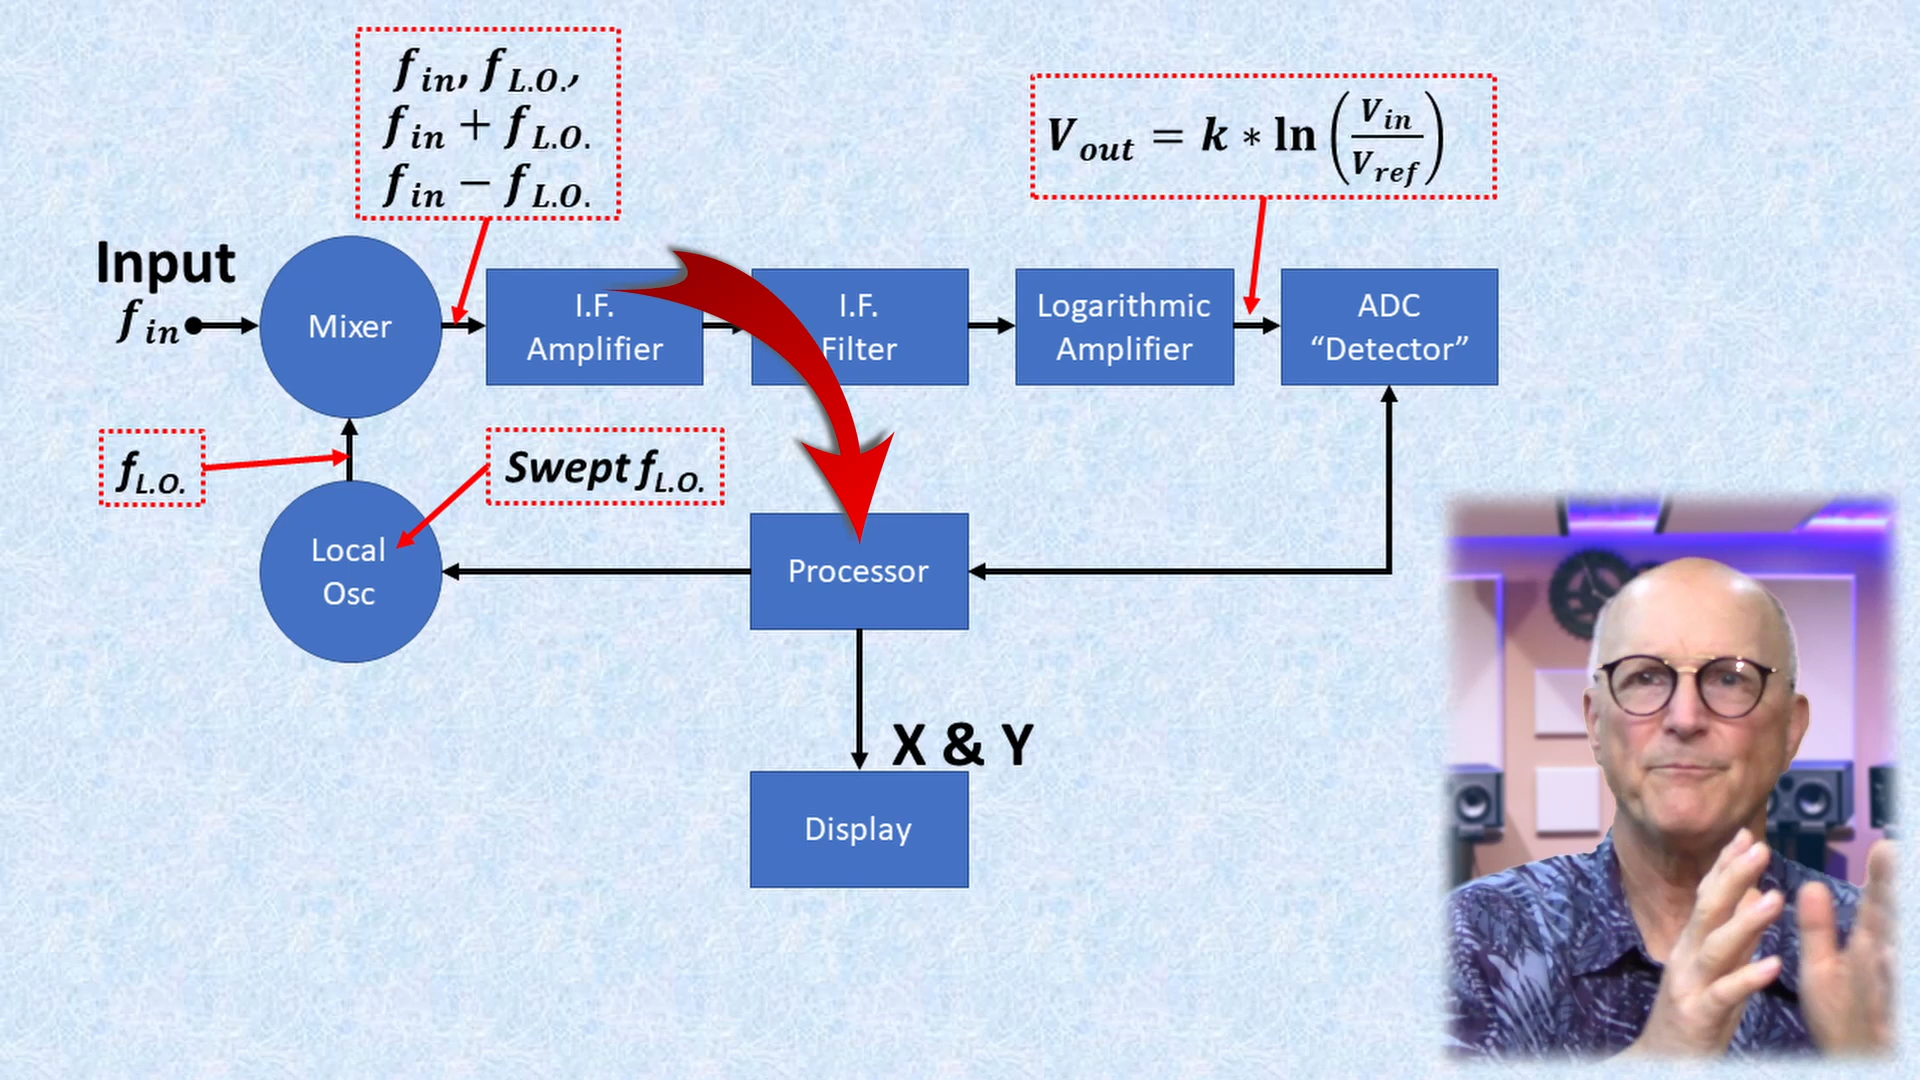 f in, f L.O.,
f in + f L.O.
f in − f L.O.
V out = k * ln (V in / V ref)
Input
f in
Mixer
I.F.
Amplifier
I.F.
Filter
Logarithmic
Amplifier
ADC
“Detector”
f L.O.
Swept f L.O.
Local
Osc
Processor
X & Y
Display